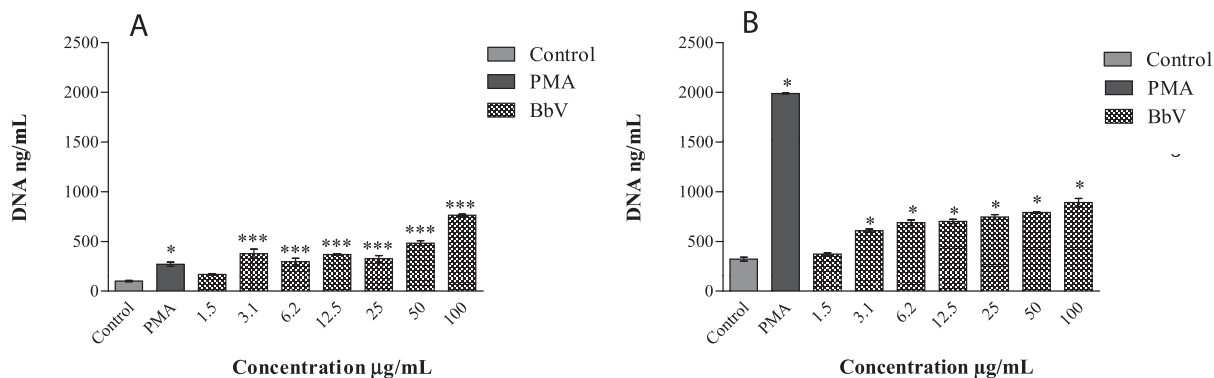 A
2500
2000
1500
1000
500
0
DNA ng/mL
Control
PMA
BbV
*
***
***
***
***
***
***
Control
PMA
1.5
3.1
6.2
12.5
25
50
100
Concentration μg/mL
B
2500
2000
1500
1000
500
0
DNA ng/mL
Control
PMA
BbV
*
*
*
*
*
*
*
Control
PMA
1.5
3.1
6.2
12.5
25
50
100
Concentration µg/mL